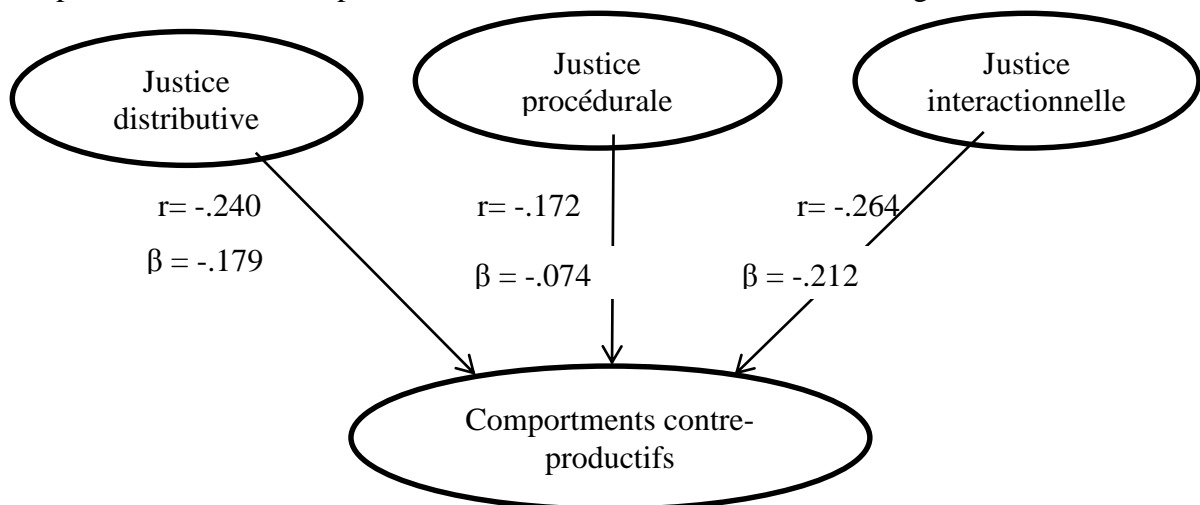 Justice
distributive
Justice
procédurale
Justice
interactionnelle
r= -.240
β = -.179
r= -.172
β = -.074
r= -.264
β = -.212
Comportments contre-
productifs